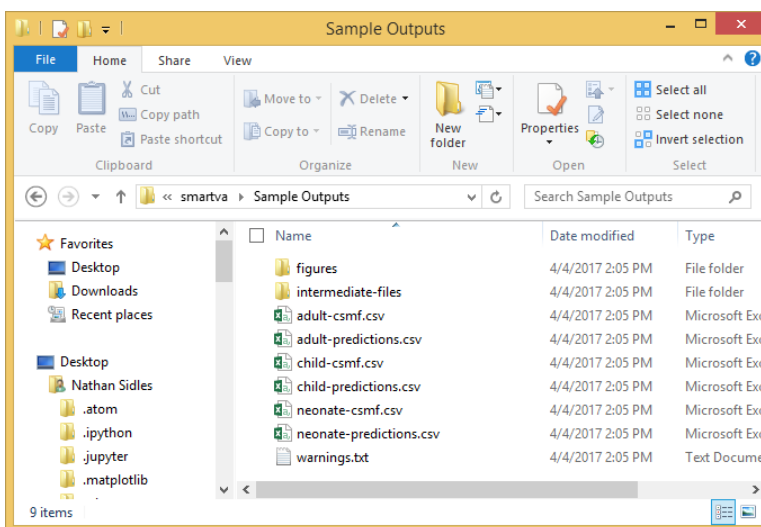 Sample Outputs
File Home Share View
Copy
Paste
Cut
Copy path
Paste shortcut
Clipboard
Move to
Copy to
Delete
Rename
Organize
New folder
New
Properties
Open
Select all
Select none
Invert selection
Select
« smartva Sample Outputs
Search Sample Outputs
Favorites
Desktop
Downloads
Recent places
Desktop
Nathan Sidles
.atom
.ipython
.jupyter
.matplotlib
Name Date modified Type
figures 4/4/2017 2:05 PM File folder
intermediate-files 4/4/2017 2:05 PM File folder
adult-csmf.csv 4/4/2017 2:05 PM Microsoft Exc
adult-predictions.csv 4/4/2017 2:05 PM Microsoft Exc
child-csmf.csv 4/4/2017 2:05 PM Microsoft Exc
child-predictions.csv 4/4/2017 2:05 PM Microsoft Exc
neonate-csmf.csv 4/4/2017 2:05 PM Microsoft Exc
neonate-predictions.csv 4/4/2017 2:05 PM Microsoft Exc
warnings.txt 4/4/2017 2:05 PM Text Docume
9 items